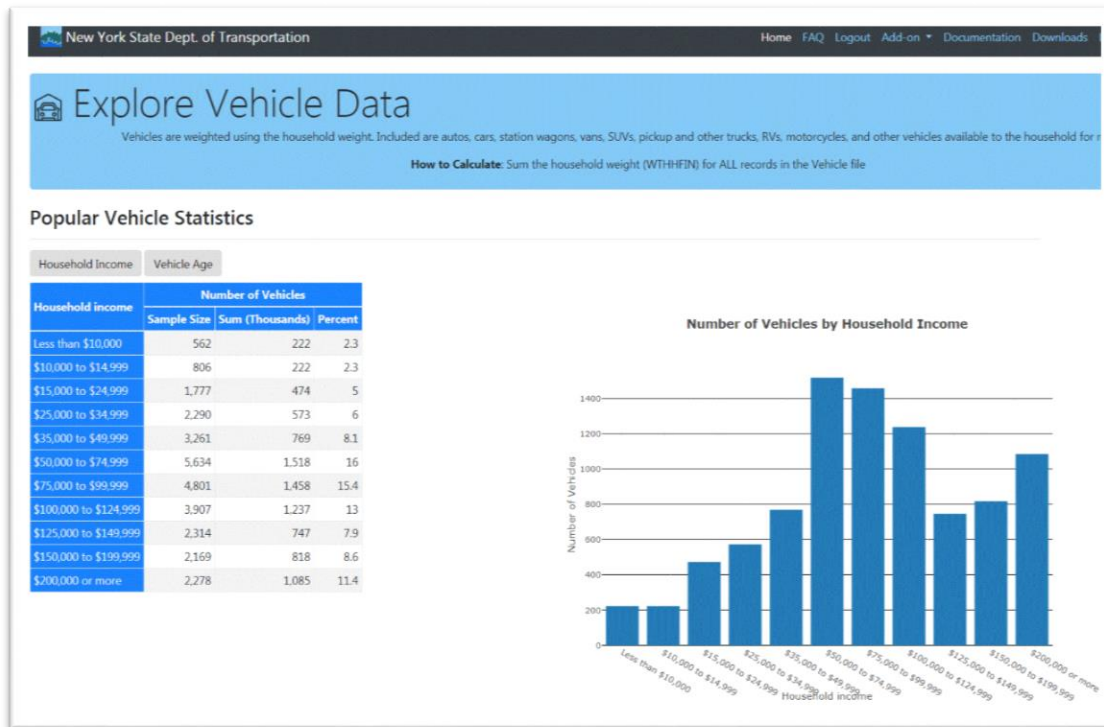 New York State Dept. of Transportation
Home FAQ Logout Add-on Documentation Downloads
Explore Vehicle Data
Vehicles are weighted using the household weight. Included are autos, cars, station wagons, vans, SUVs, pickup and other trucks, RVs, motorcycles, and other vehicles available to the household for
How to Calculate: Sum the household weight (WTHHFIN) for ALL records in the Vehicle file
Popular Vehicle Statistics
Household Income Vehicle Age
Household income Number of Vehicles
Sample Size Sum (Thousands) Percent
Less than $10,000 562 222 2.3
$10,000 to $14,999 806 222 2.3
$15,000 to $24,999 1,777 474 5
$25,000 to $34,999 2,290 573 6
$35,000 to $49,999 3,261 769 8.1
$50,000 to $74,999 5,634 1,518 16
$75,000 to $99,999 4,801 1,458 15.4
$100,000 to $124,999 3,907 1,237 13
$125,000 to $149,999 2,314 747 7.9
$150,000 to $199,999 2,169 818 8.6
$200,000 or more 2,278 1,085 11.4
Number of Vehicles by Household Income
Number of Vehicles
1400
1200
1000
800
600
400
200
0
Less than $10,000
$10,000 to $14,999
$15,000 to $24,999
$25,000 to $34,999
$35,000 to $49,999
$50,000 to $74,999
$75,000 to $99,999
$100,000 to $124,999
$125,000 to $149,999
$150,000 to $199,999
$200,000 or more
Household income